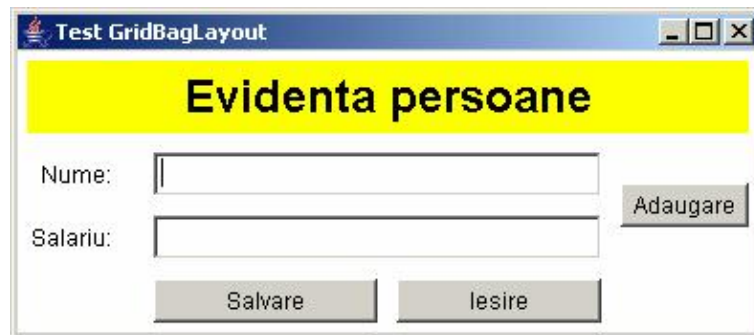 Test GridBagLayout
Evidenta persoane
Nume:
Adaugare
Salariu:
Salvare Iesire